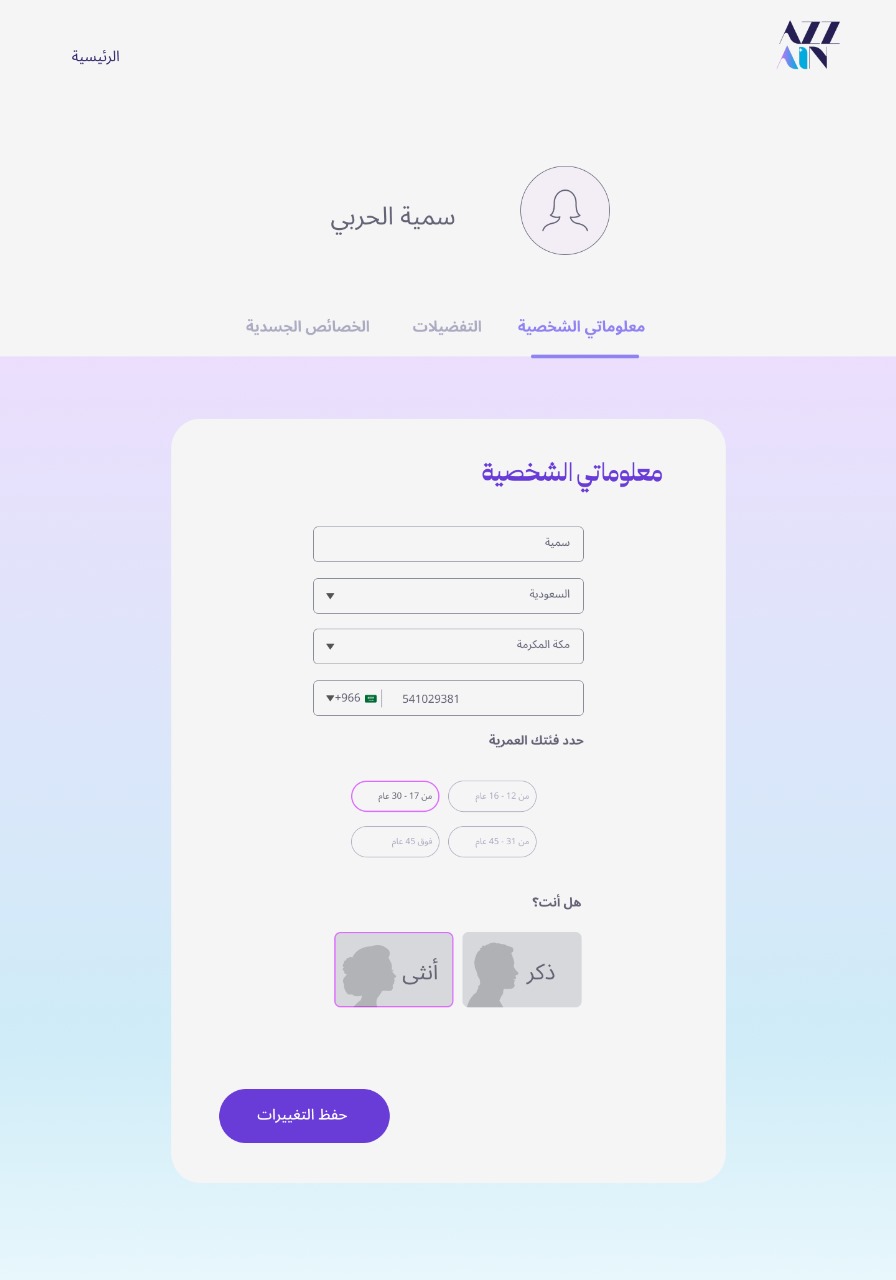 AZZ
AIN
الرئيسية
سمية الحربي
معلوماتي الشخصية
التفضيلات
الخصائص الجسدية
معلوماتي الشخصية
سمية
السعودية
مكة المكرمة
541029381
+966
حدد فئتك العمرية
من 12 - 16 عام
من 17 - 30 عام
من 31 - 45 عام
فوق 45 عام
هل أنت؟
ذكر
أنثى
حفظ التغييرات